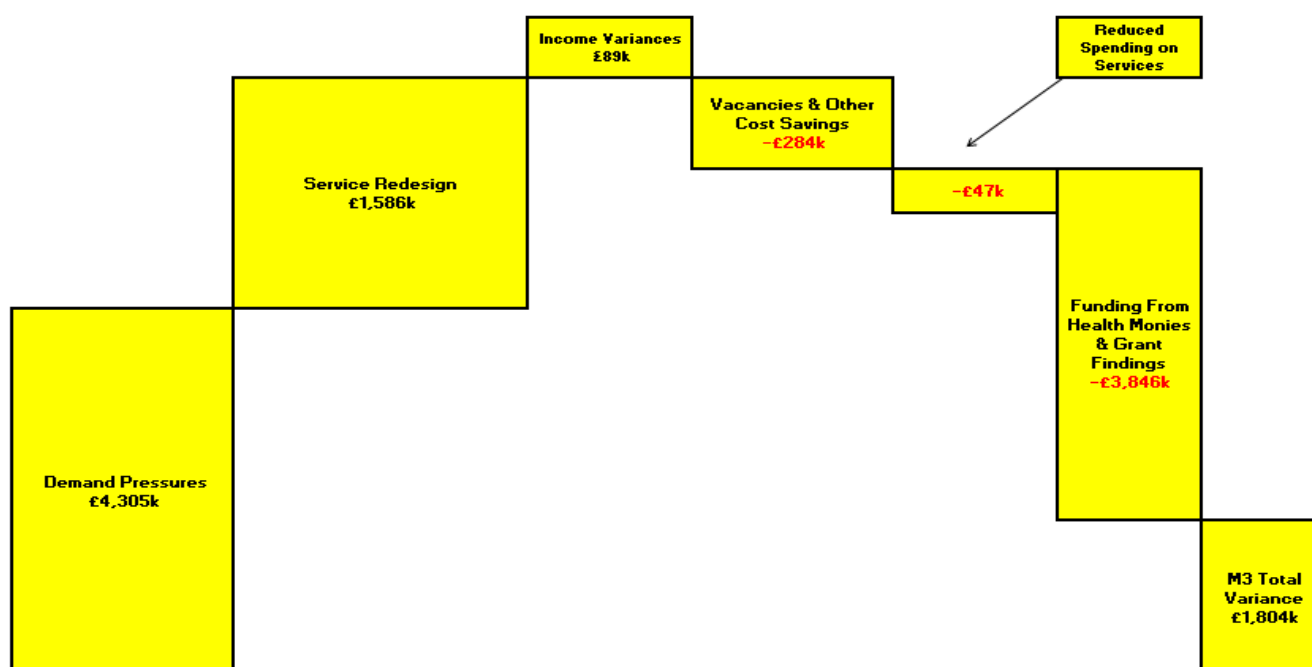 Income Variances
£89k
Reduced
Spending on
Services
Vacancies & Other
Cost Savings
-£284k
Service Redesign
£1,586k
-£47k
Funding From
Health Monies
& Grant
Findings
-£3,846k
Demand Pressures
£4,305k
M3 Total
Variance
£1,804k